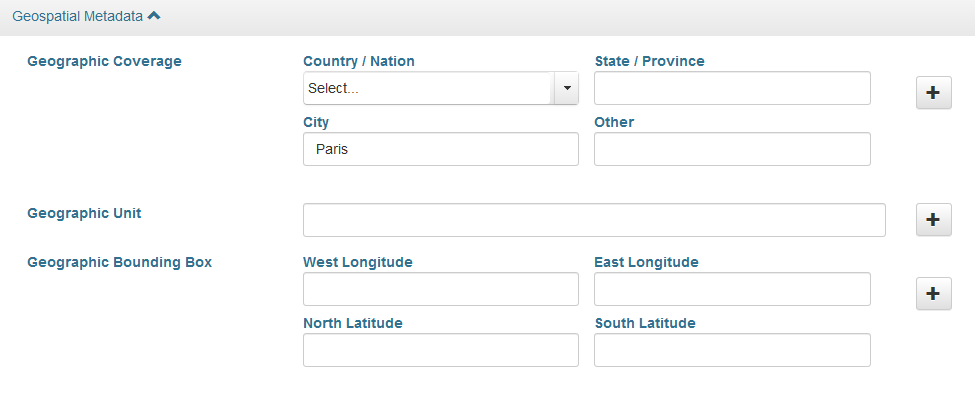 Geospatial Metadata
Geographic Coverage
Country / Nation
State / Province
Select...
City
Other
Paris
Geographic Unit
Geographic Bounding Box
West Longitude
East Longitude
North Latitude
South Latitude